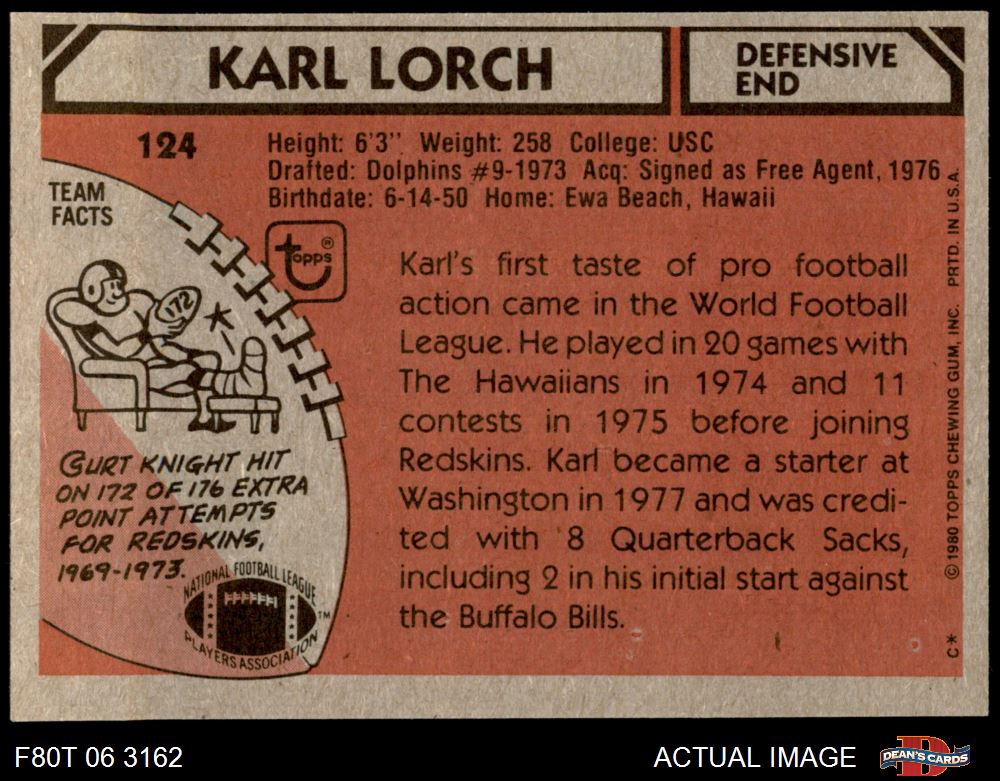 KARL LORCH
DEFENSIVE
END
124
Height: 6'3'' Weight: 258 College: USC
Drafted: Dolphins #9-1973 Acq: Signed as Free Agent, 1976
Birthdate: 6-14-50 Home: Ewa Beach, Hawaii
TEAM
FACTS
topps ®
172
CURT KNIGHT HIT
ON 172 OF 176 EXTRA
POINT ATTEMPTS
FOR REDSKINS,
1969-1973.
NATIONAL FOOTBALL LEAGUE
PLAYERS ASSOCIATION ™
Karl's first taste of pro football
action came in the World Football
League. He played in 20 games with
The Hawaiians in 1974 and 11
contests in 1975 before joining
Redskins. Karl became a starter at
Washington in 1977 and was credi-
ted with 8 Quarterback Sacks,
including 2 in his initial start against
the Buffalo Bills.
C* ©1980 TOPPS CHEWING GUM, INC. PRTD. IN U.S.A.
F80T 06 3162
ACTUAL IMAGE
DEAN'S CARDS